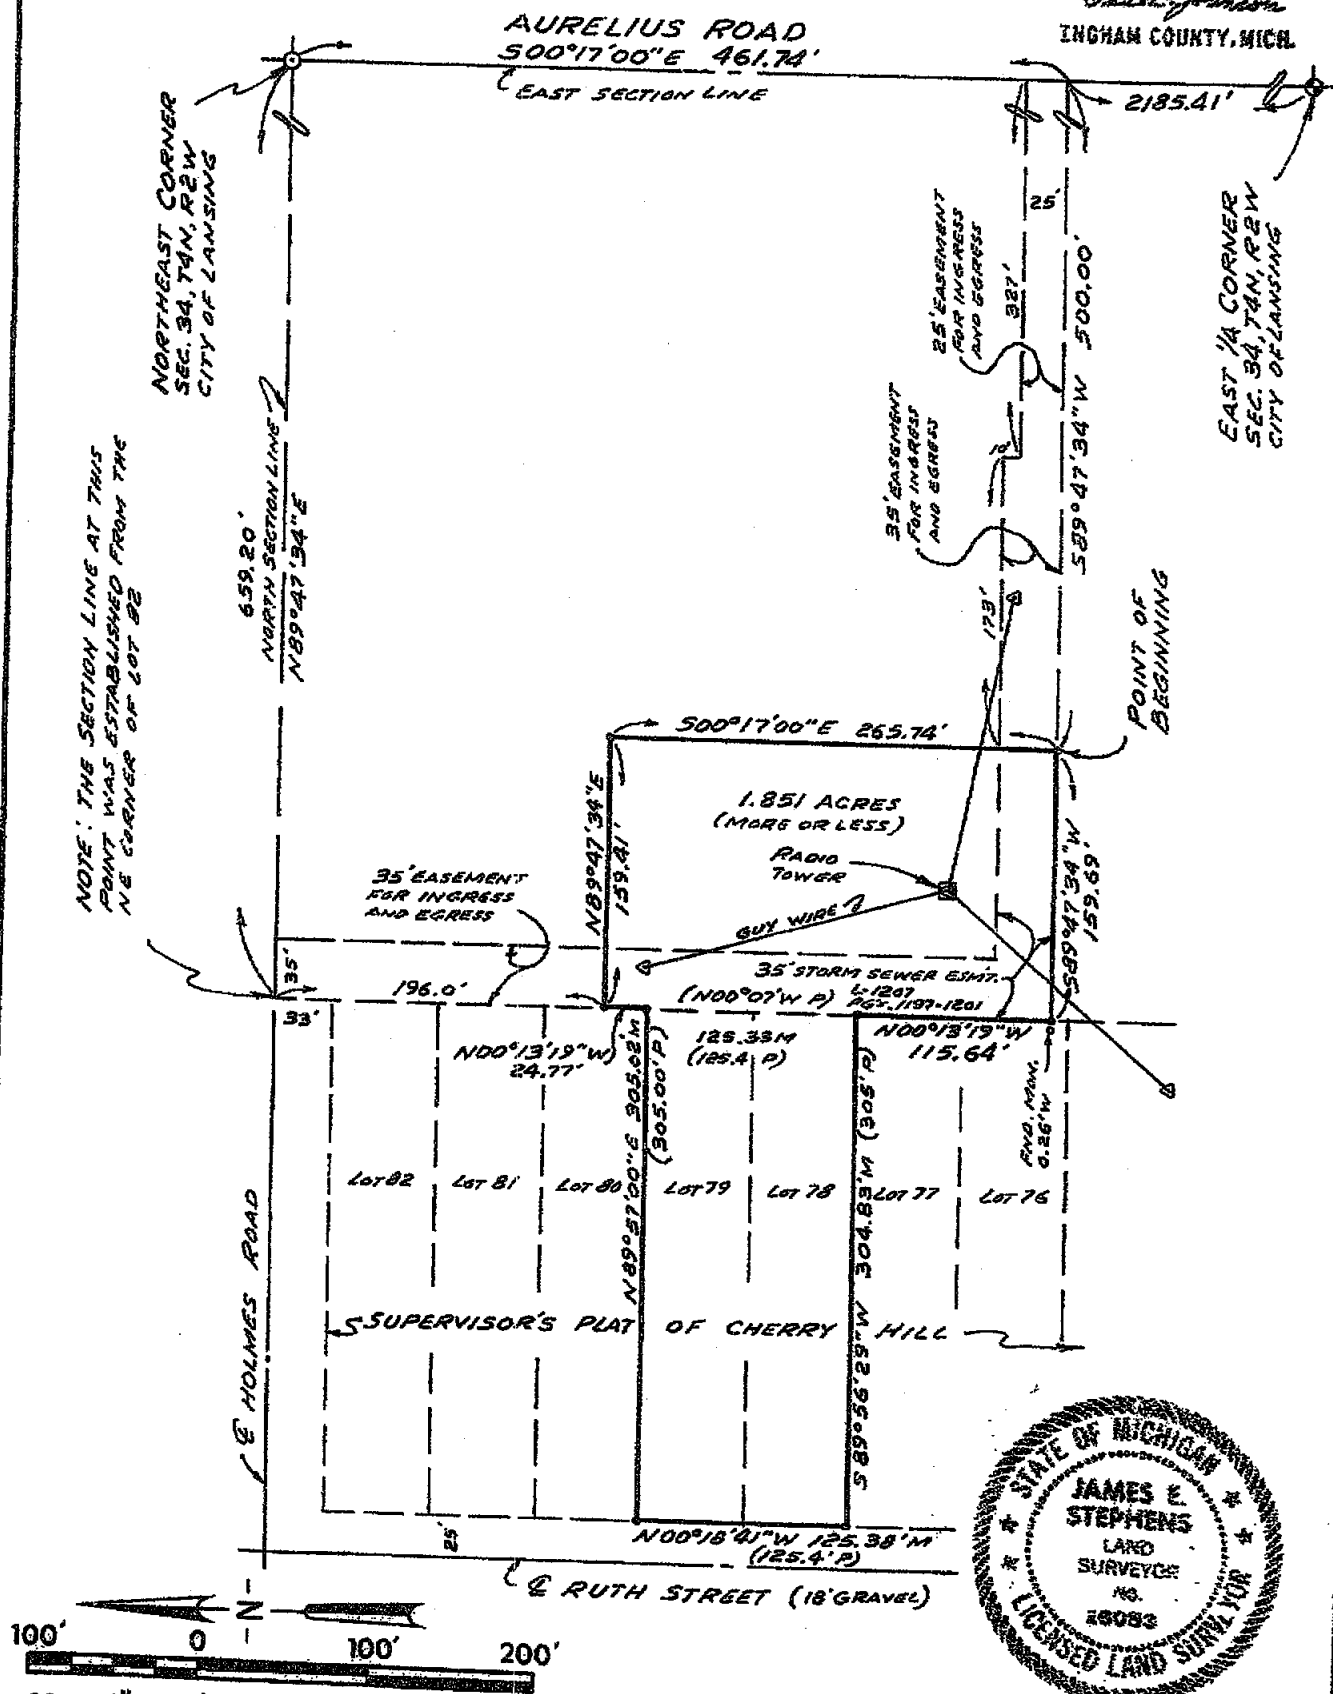 INGHAM COUNTY, MICH.
AURELIUS ROAD
S00°17'00"E 461.74'
EAST SECTION LINE
2185.41'
NORTHEAST CORNER
SEC. 34, T4N, R2W
CITY OF LANSING
EAST 1/4 CORNER
SEC. 34, T4N, R2W
CITY OF LANSING
25'
25' EASEMENT
FOR INGRESS
AND EGRESS
327'
S89°47'34"W 500.00'
35' EASEMENT
FOR INGRESS
AND EGRESS
10'
173'
659.20'
NORTH SECTION LINE
N89°47'34"E
NOTE: THE SECTION LINE AT THIS
POINT WAS ESTABLISHED FROM THE
NE CORNER OF LOT 82
POINT OF
BEGINNING
S00°17'00"E 265.74'
N89°47'34"E
159.41'
1.851 ACRES
(MORE OR LESS)
RADIO
TOWER
GUY WIRE
S89°47'34"W
159.69'
35' EASEMENT
FOR INGRESS
AND EGRESS
35'
196.0'
33'
35' STORM SEWER ESM'T.
L-1207
PGS. 1197-1201
(N00°07'W P)
N00°13'19"W)
24.77'
125.33M
(125.4 P)
N00°13'19"W
115.64'
FND. MON.
0.26'W
N89°57'00"E 305.02'M
(305.00' P)
S89°56'29"W 304.83'M (305'P)
LOT 82
LOT 81
LOT 80
LOT 79
LOT 78
LOT 77
LOT 76
SUPERVISOR'S PLAT OF CHERRY HILL
℄ HOLMES ROAD
25'
N00°18'41"W 125.38'M
(125.4' P)
℄ RUTH STREET (18' GRAVEL)
N
100' 0 100' 200'
STATE OF MICHIGAN
JAMES E.
STEPHENS
LAND
SURVEYOR
NO.
16053
LICENSED LAND SURVEYOR